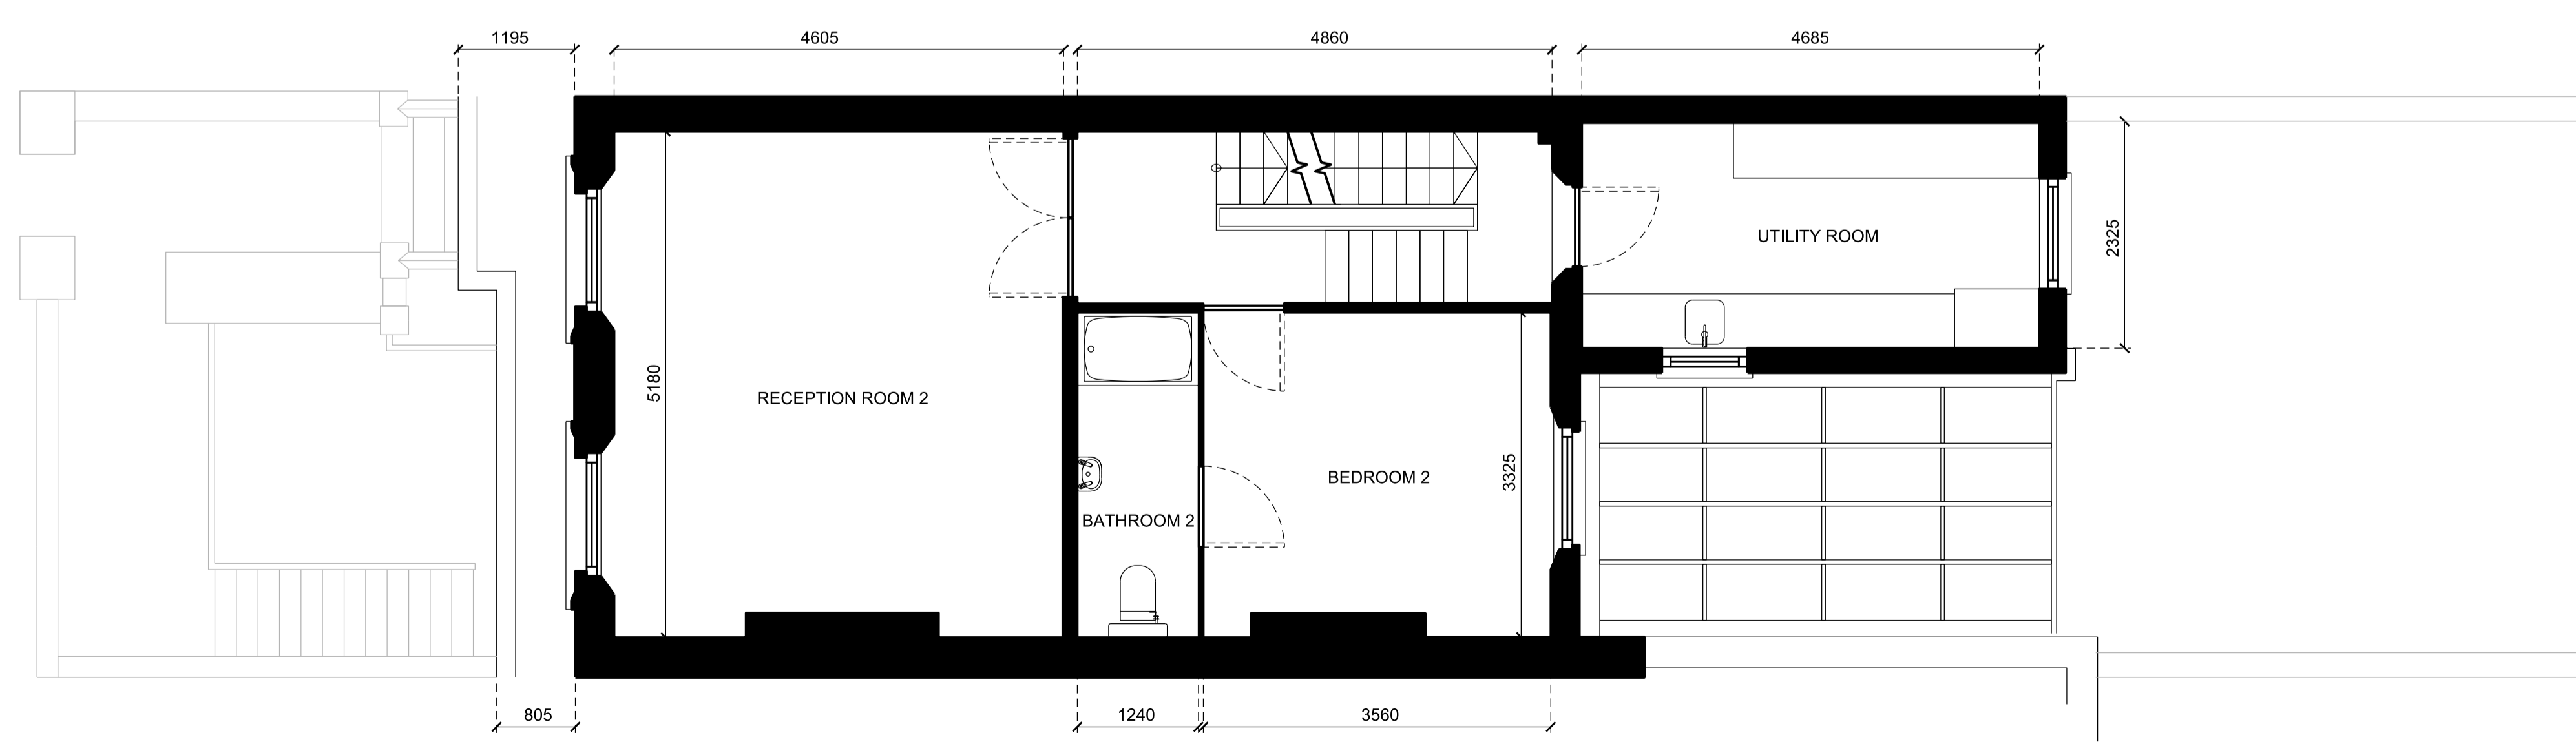 1195
4605
4860
4685
UTILITY ROOM
2325
5180
RECEPTION ROOM 2
BEDROOM 2
3325
BATHROOM 2
805
1240
3560